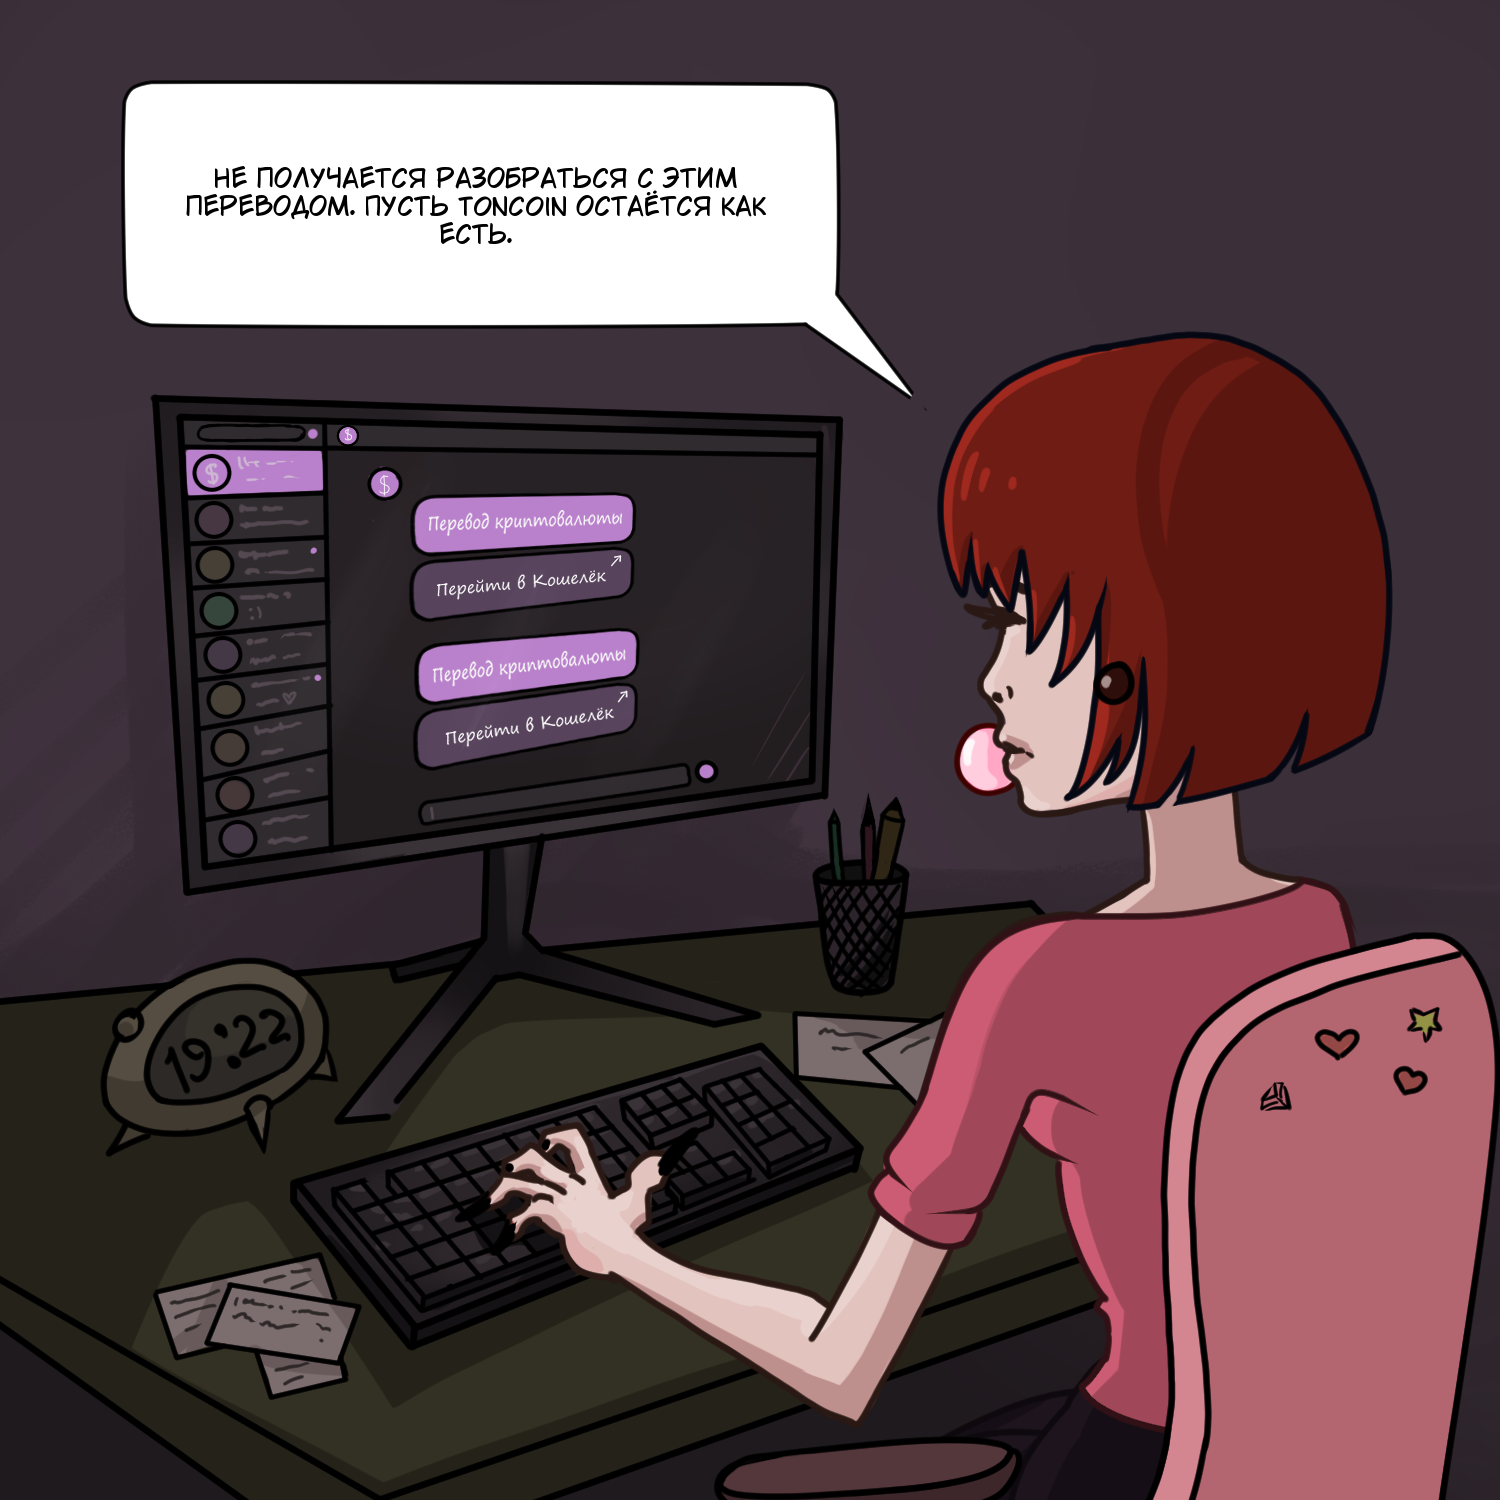 НЕ ПОЛУЧАЕТСЯ РАЗОБРАТЬСЯ С ЭТИМ
ПЕРЕВОДОМ. ПУСТЬ TONCOIN ОСТАЁТСЯ КАК
ЕСТЬ.
$
$
$
Перевод криптовалюты
Перейти в Кошелёк
:)
Перевод криптовалюты
Перейти в Кошелёк
19:22